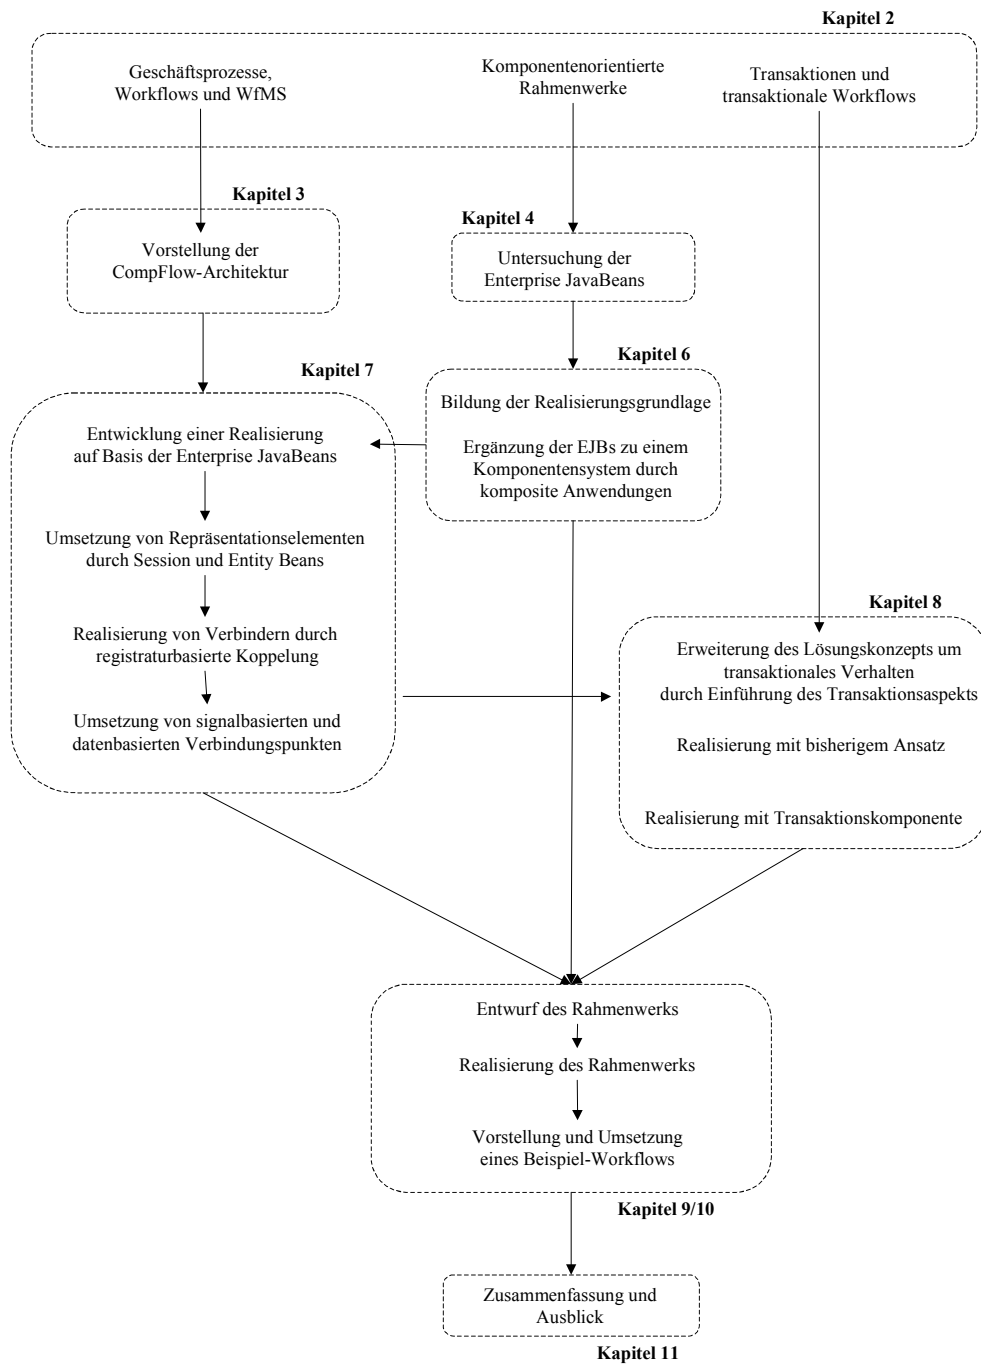 Kapitel 2
Geschäftsprozesse,
Workflows und WfMS
Komponentenorientierte
Rahmenwerke
Transaktionen und
transaktionale Workflows
Kapitel 3
Vorstellung der
CompFlow-Architektur
Kapitel 4
Untersuchung der
Enterprise JavaBeans
Kapitel 6
Bildung der Realisierungsgrundlage
Ergänzung der EJBs zu einem
Komponentensystem durch
komposite Anwendungen
Kapitel 7
Entwicklung einer Realisierung
auf Basis der Enterprise JavaBeans
Umsetzung von Repräsentationselementen
durch Session und Entity Beans
Realisierung von Verbindern durch
registraturbasierte Koppelung
Umsetzung von signalbasierten und
datenbasierten Verbindungspunkten
Kapitel 8
Erweiterung des Lösungskonzepts um
transaktionales Verhalten
durch Einführung des Transaktionsaspekts
Realisierung mit bisherigem Ansatz
Realisierung mit Transaktionskomponente
Entwurf des Rahmenwerks
Realisierung des Rahmenwerks
Vorstellung und Umsetzung
eines Beispiel-Workflows
Kapitel 9/10
Zusammenfassung und
Ausblick
Kapitel 11